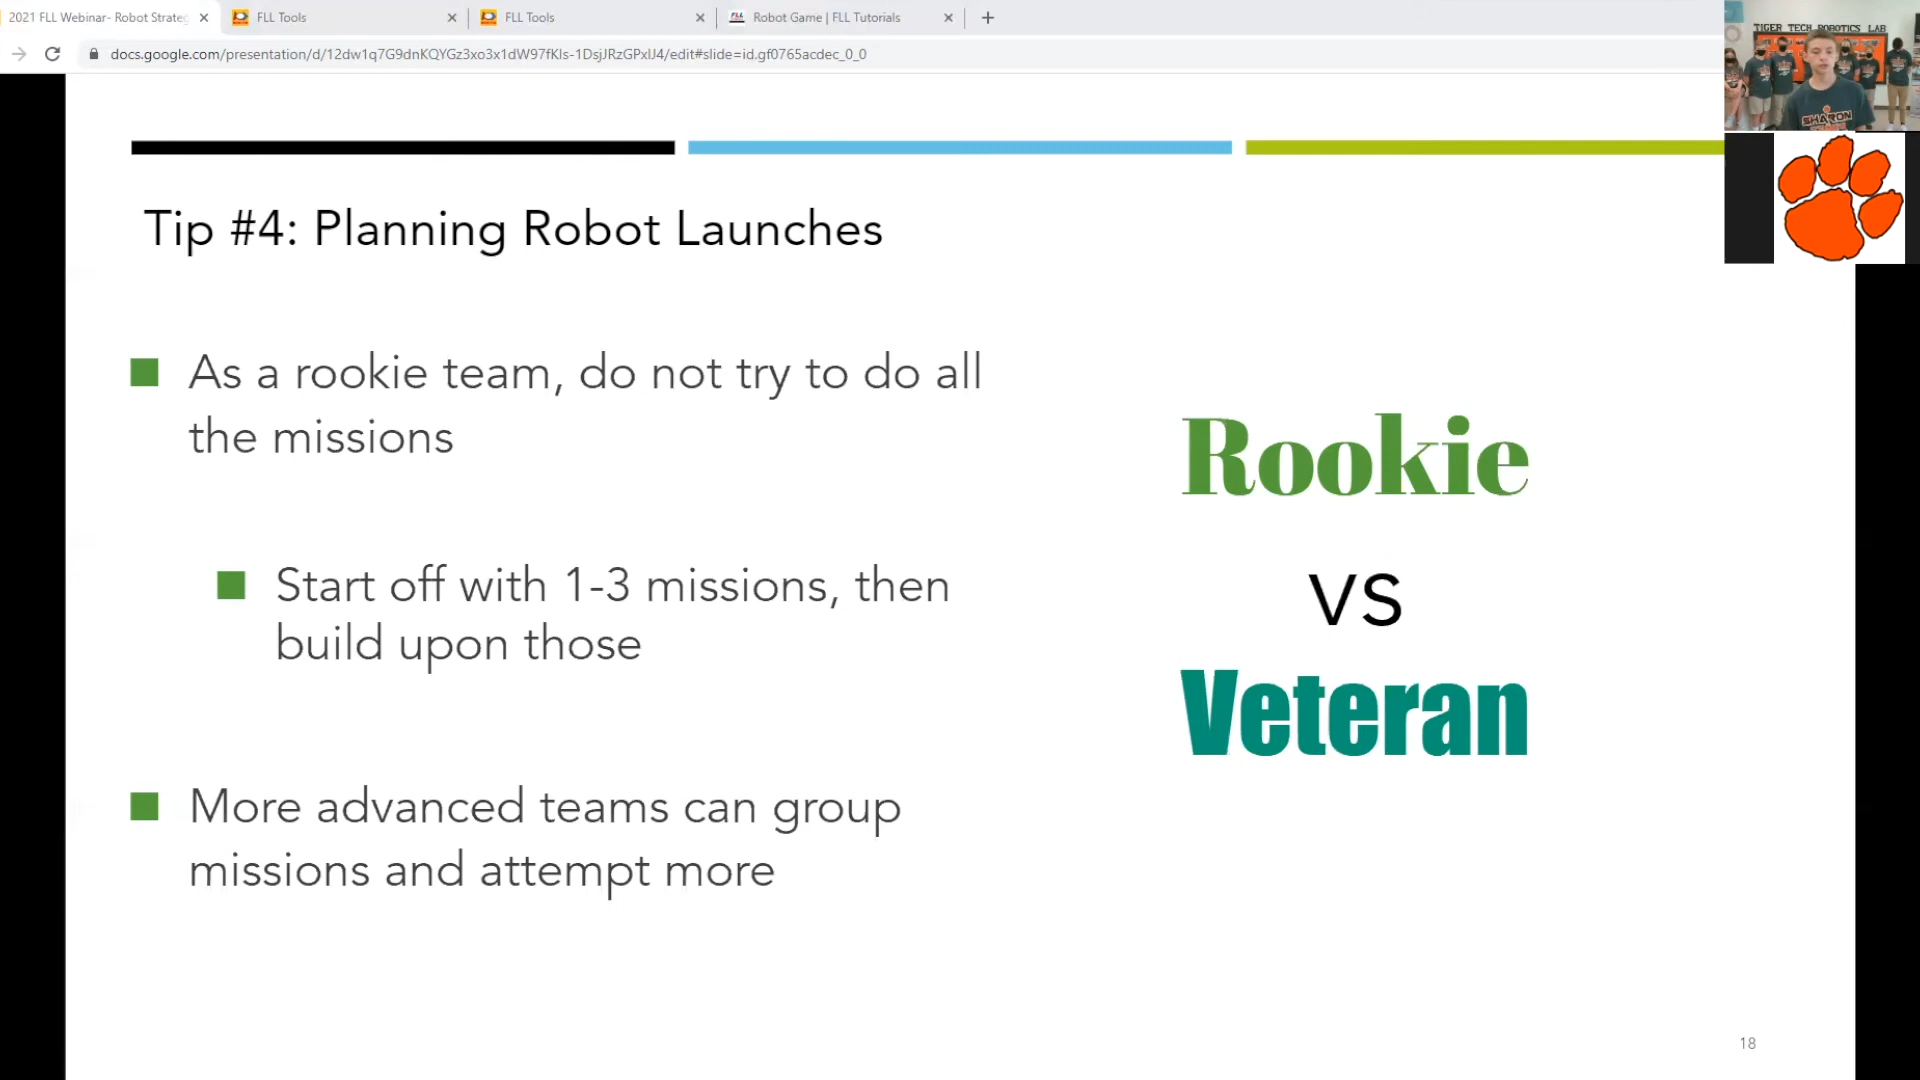 2021 FLL Webinar- Robot Strateg
FLL Tools
FLL Tools
Robot Game | FLL Tutorials
docs.google.com/presentation/d/12dw1q7G9dnKQYGz3xo3x1dW97fKls-1DsjJRzGPxlJ4/edit#slide=id.gf0765acdec_0_0
TIGER TECH ROBOTICS LAB
SHARON
Tip #4: Planning Robot Launches
As a rookie team, do not try to do all
the missions
Start off with 1-3 missions, then
build upon those
More advanced teams can group
missions and attempt more
Rookie
vs
Veteran
18